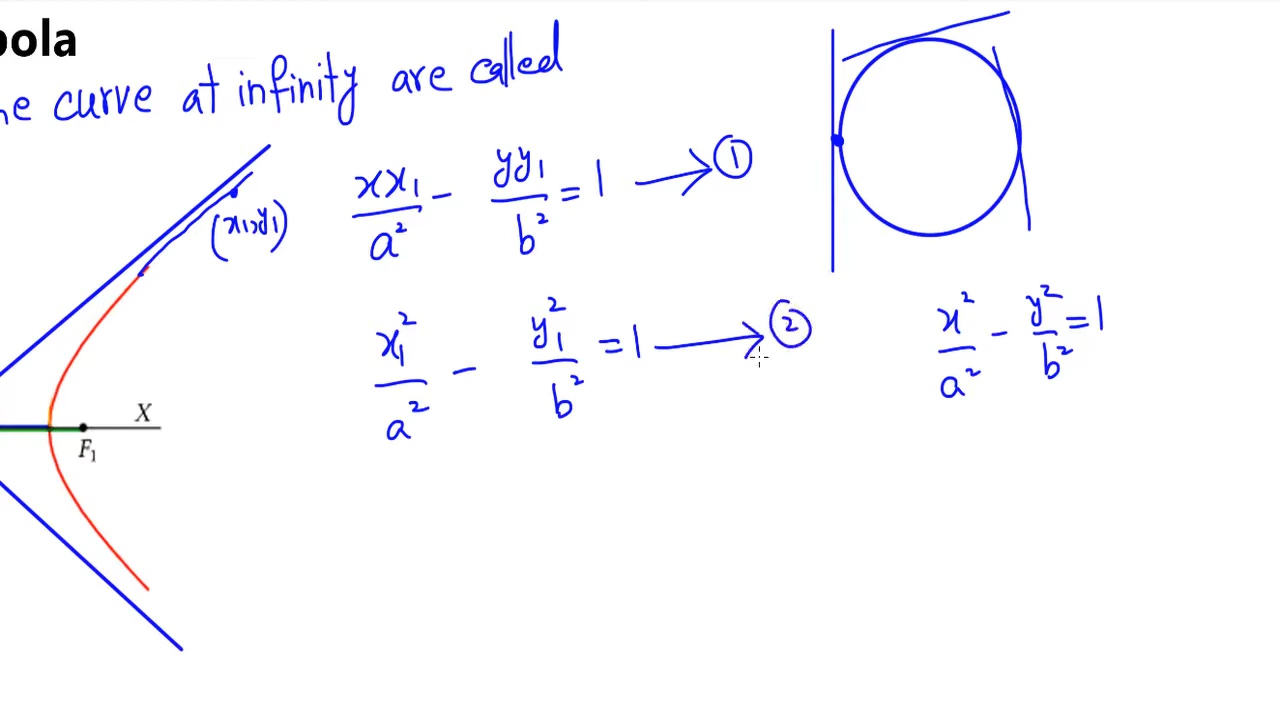 bola
he curve at infinity are called
(x₁,y₁)
xx₁/a² - yy₁/b² = 1 → ①
x₁²/a² - y₁²/b² = 1 → ②
x²/a² - y²/b² = 1
X
F₁